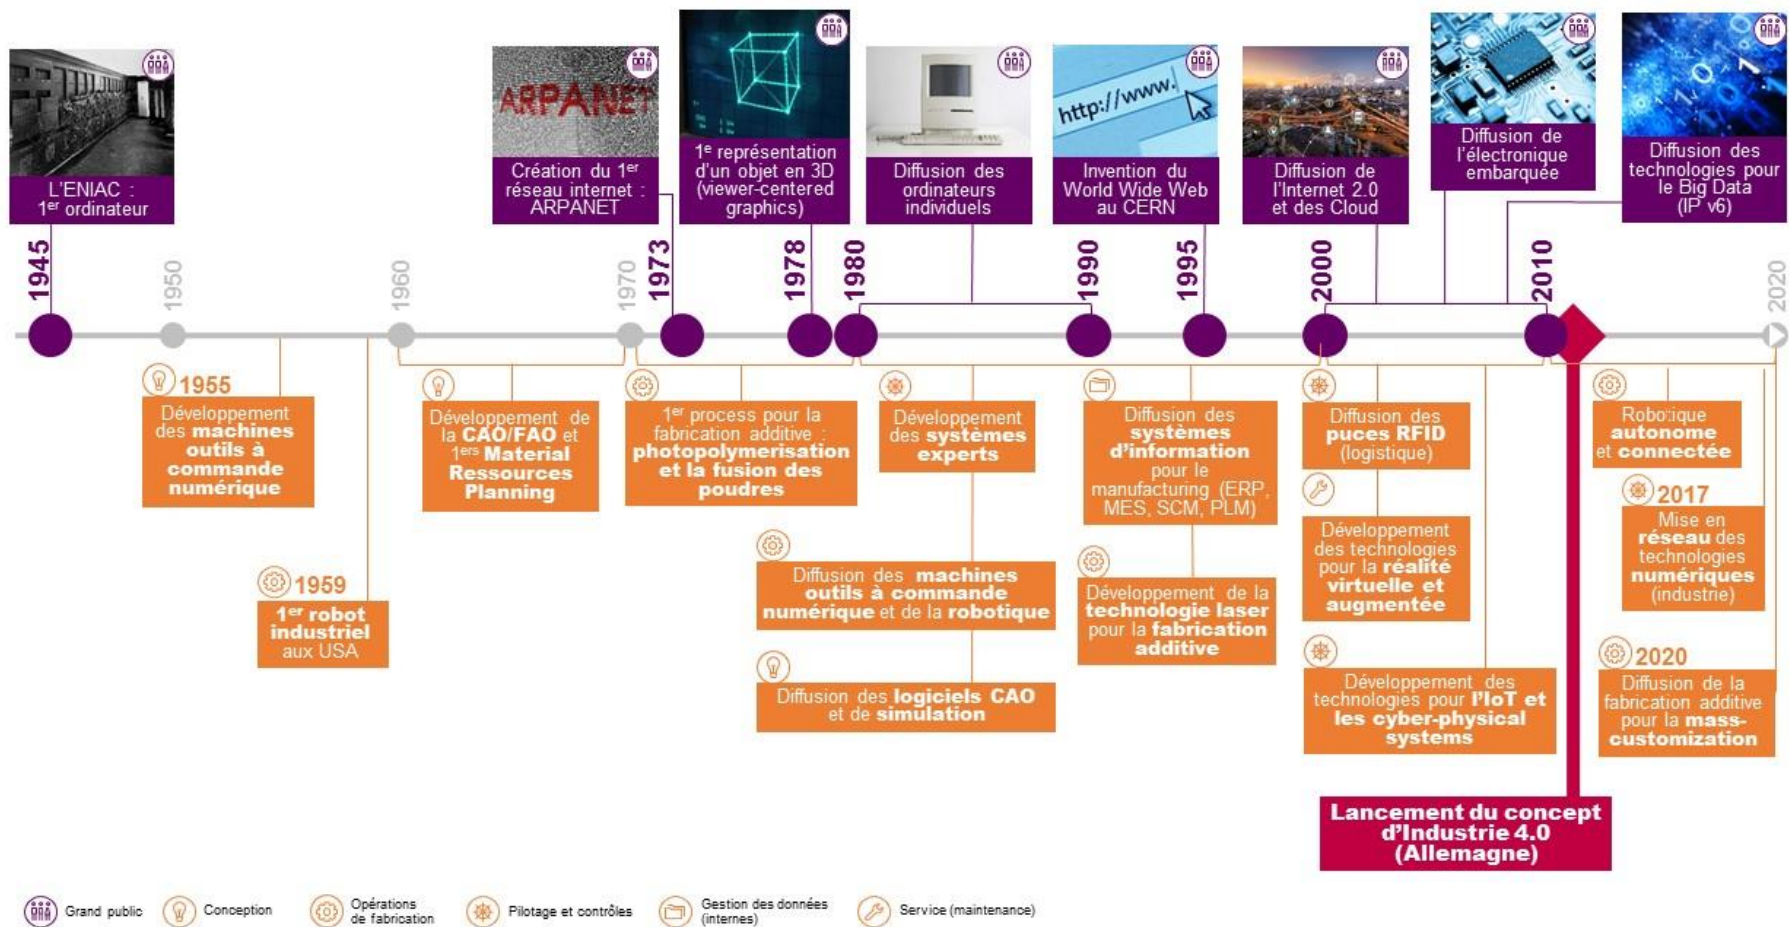 ARPANET
http://www.
L'ENIAC :
1er ordinateur
Création du 1er
réseau internet :
ARPANET
1e représentation
d'un objet en 3D
(viewer-centered
graphics)
Diffusion des
ordinateurs
individuels
Invention du
World Wide Web
au CERN
Diffusion de
l'Internet 2.0
et des Cloud
Diffusion de
l'électronique
embarquée
Diffusion des
technologies pour
le Big Data
(IP v6)
1945
1950
1960
1970
1973
1978
1980
1990
1995
2000
2010
2020
1955
Développement
des machines
outils à
commande
numérique
1959
1er robot
industriel
aux USA
Développement de
la CAO/FAO et
1ers Material
Ressources
Planning
1er process pour la
fabrication additive :
photopolymerisation
et la fusion des
poudres
Développement
des systèmes
experts
Diffusion des machines
outils à commande
numérique et de la robotique
Diffusion des logiciels CAO
et de simulation
Diffusion des
systèmes
d'information
pour le
manufacturing (ERP,
MES, SCM, PLM)
Développement de la
technologie laser
pour la fabrication
additive
Diffusion des
puces RFID
(logistique)
Développement
des technologies
pour la réalité
virtuelle et
augmentée
Développement des
technologies pour l'IoT et
les cyber-physical
systems
Robotique
autonome
et connectée
2017
Mise en
réseau des
technologies
numériques
(industrie)
2020
Diffusion de la
fabrication additive
pour la mass-
customization
Lancement du concept
d'Industrie 4.0
(Allemagne)
Grand public
Conception
Opérations
de fabrication
Pilotage et contrôles
Gestion des données
(internes)
Service (maintenance)